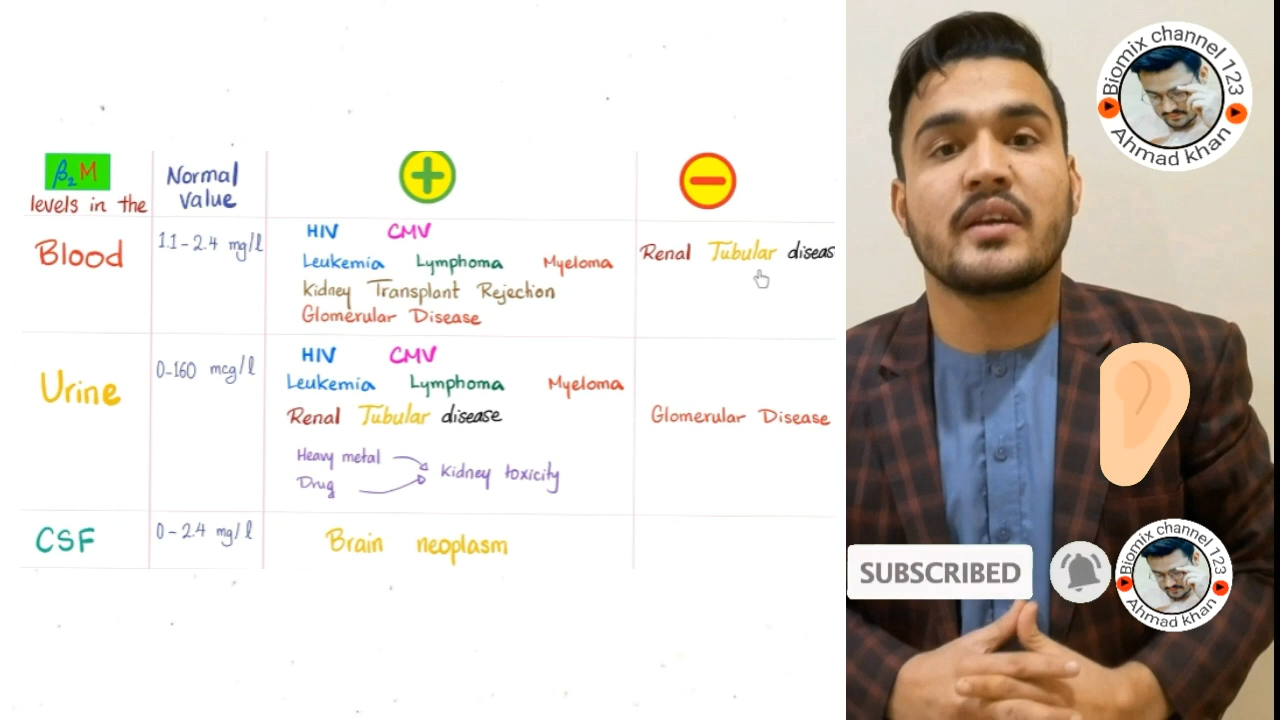 β₂M
levels in the
Normal
value
Blood
1.1-2.4 mg/l
HIV CMV
Leukemia Lymphoma Myeloma
Kidney Transplant Rejection
Glomerular Disease
Renal Tubular diseas
Urine
0-160 mcg/l
HIV CMV
Leukemia Lymphoma Myeloma
Renal Tubular disease
Heavy metal
Drug
Kidney toxicity
Glomerular Disease
CSF
0-2.4 mg/l
Brain neoplasm
Biomix channel 123
Ahmad khan
SUBSCRIBED
Biomix channel 123
Ahmad khan